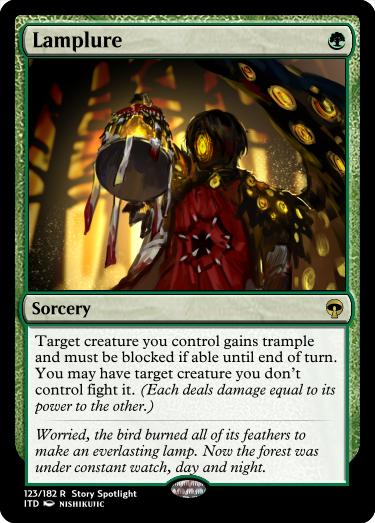 Lamplure
Sorcery
Target creature you control gains trample
and must be blocked if able until end of turn.
You may have target creature you don't
control fight it. (Each deals damage equal to its
power to the other.)
Worried, the bird burned all of its feathers to
make an everlasting lamp. Now the forest was
under constant watch, day and night.
123/182 R Story Spotlight
ITD NISHIKUJIC